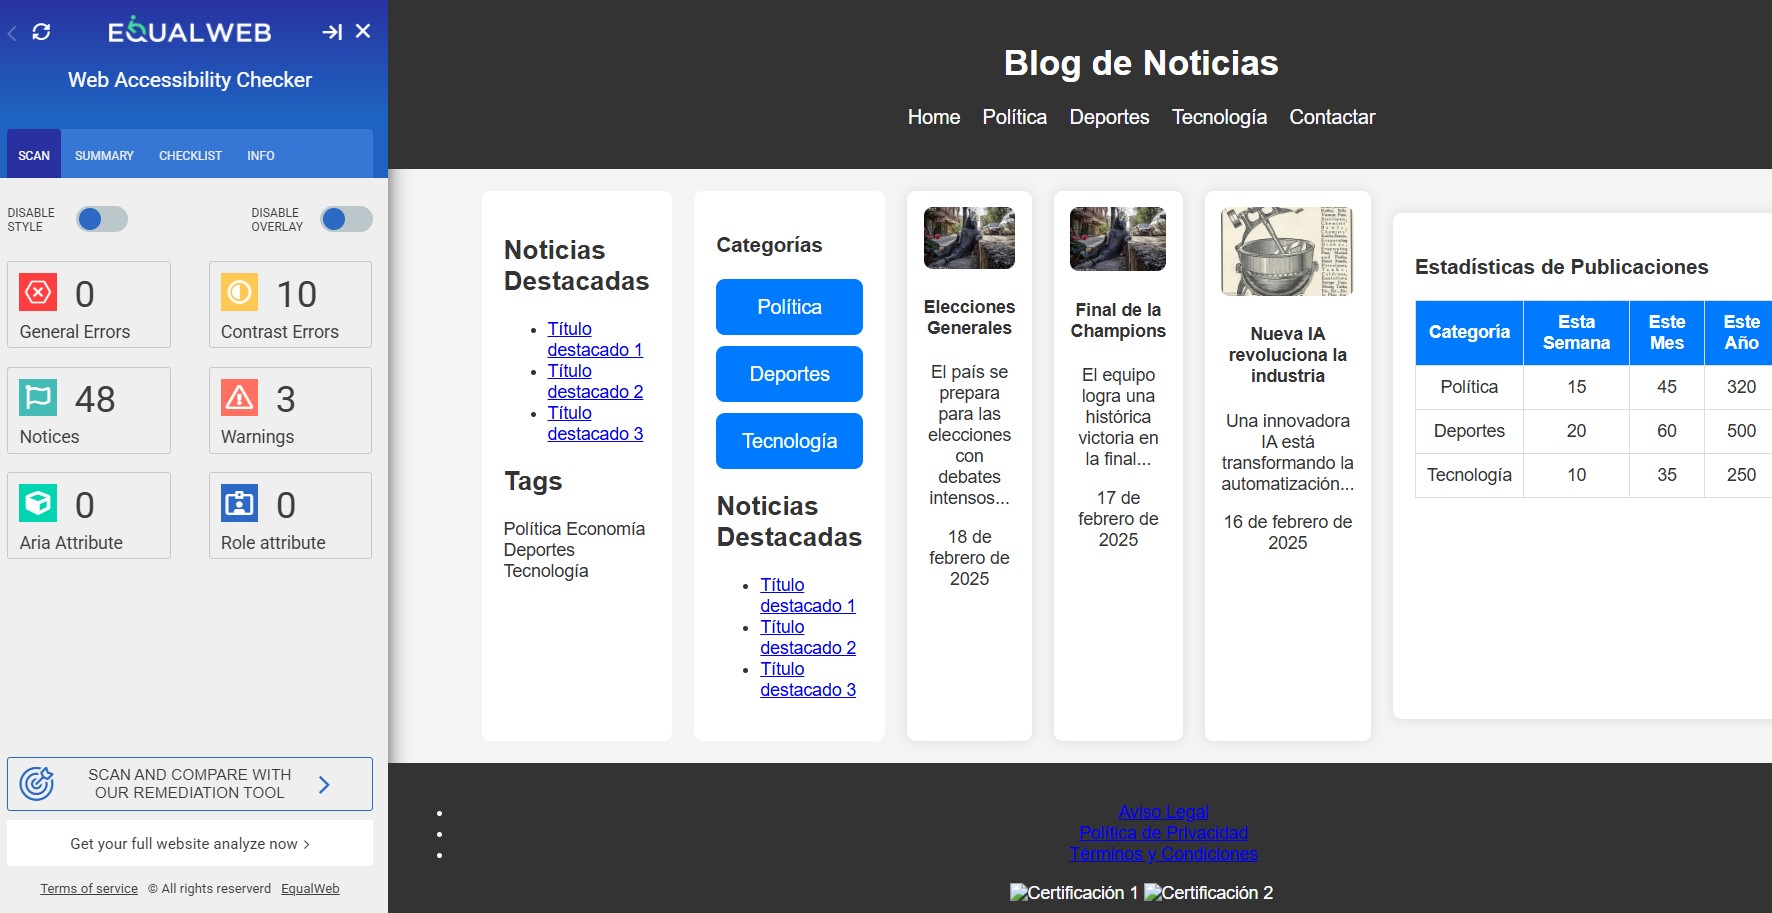 EQUALWEB
Web Accessibility Checker
SCAN
SUMMARY
CHECKLIST
INFO
DISABLE
STYLE
DISABLE
OVERLAY
0
General Errors
10
Contrast Errors
48
Notices
3
Warnings
0
Aria Attribute
0
Role attribute
SCAN AND COMPARE WITH
OUR REMEDIATION TOOL
Get your full website analyze now
Terms of service © All rights reserverd EqualWeb
Blog de Noticias
Home Política Deportes Tecnología Contactar
Noticias
Destacadas
Título
destacado 1
Título
destacado 2
Título
destacado 3
Tags
Política Economía
Deportes
Tecnología
Categorías
Política
Deportes
Tecnología
Noticias
Destacadas
Título
destacado 1
Título
destacado 2
Título
destacado 3
Elecciones
Generales
El país se
prepara
para las
elecciones
con
debates
intensos...
18 de
febrero de
2025
Final de la
Champions
El equipo
logra una
histórica
victoria en
la final...
17 de
febrero de
2025
Nueva IA
revoluciona la
industria
Una innovadora
IA está
transformando la
automatización...
16 de febrero de
2025
Estadísticas de Publicaciones
Categoría Esta Semana Este Mes Este Año
Política 15 45 320
Deportes 20 60 500
Tecnología 10 35 250
Aviso Legal
Política de Privacidad
Términos y Condiciones
Certificación 1 Certificación 2